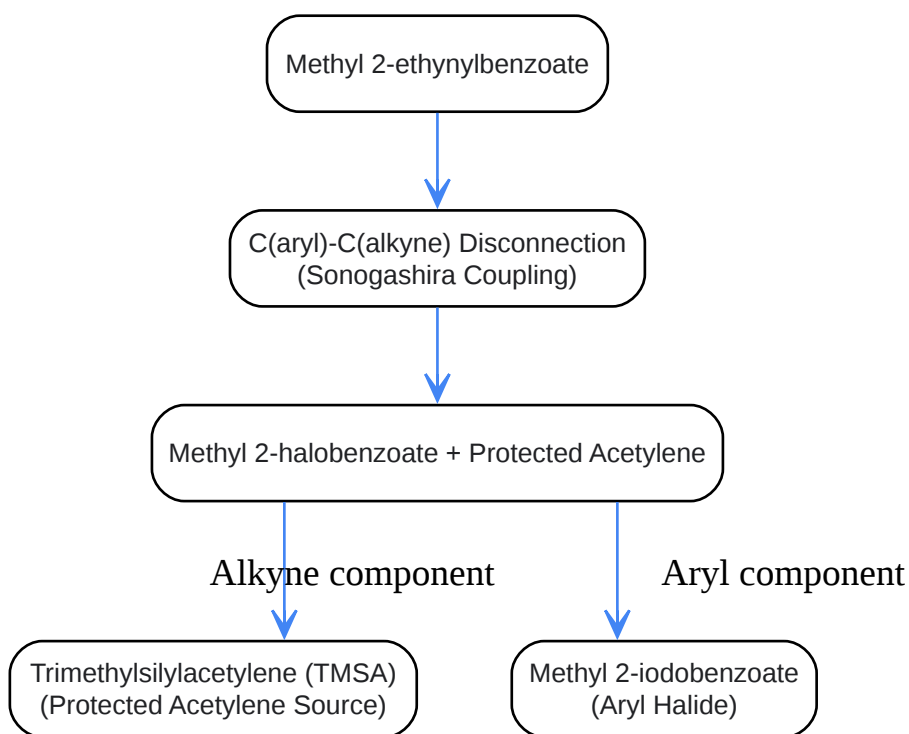 Methyl 2-ethynylbenzoate
C(aryl)-C(alkyne) Disconnection
(Sonogashira Coupling)
Methyl 2-halobenzoate + Protected Acetylene
Alkyne component
Aryl component
Trimethylsilylacetylene (TMSA)
(Protected Acetylene Source)
Methyl 2-iodobenzoate
(Aryl Halide)